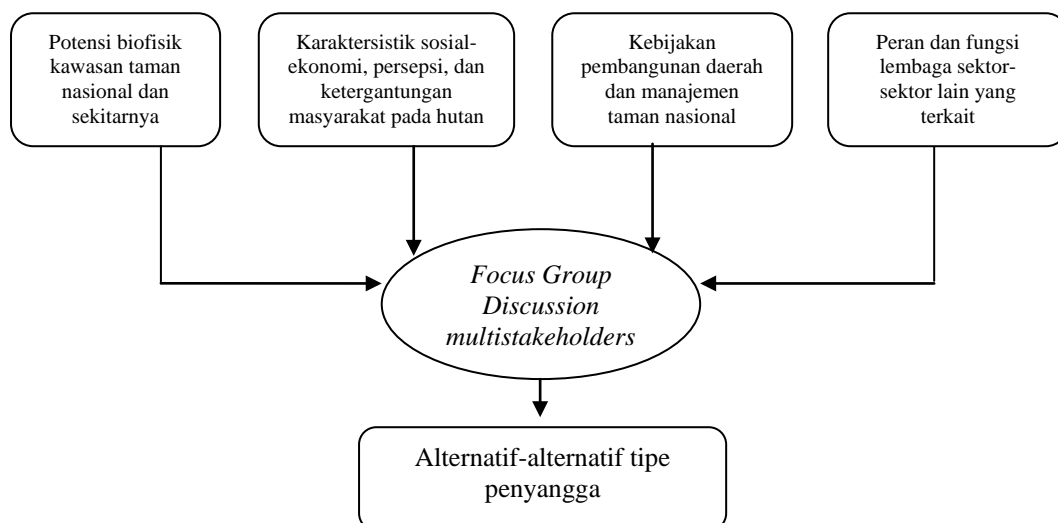 Potensi biofisik
kawasan taman
nasional dan
sekitarnya
Karaktersistik sosial-
ekonomi, persepsi, dan
ketergantungan
masyarakat pada hutan
Kebijakan
pembangunan daerah
dan manajemen
taman nasional
Peran dan fungsi
lembaga sektor-
sektor lain yang
terkait
Focus Group
Discussion
multistakeholders
Alternatif-alternatif tipe
penyangga